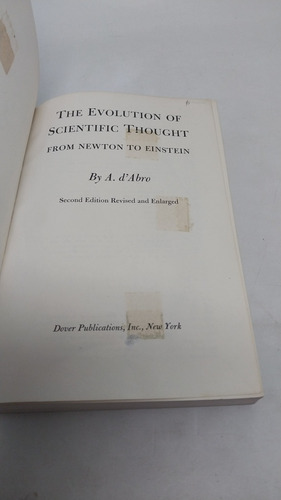 THE EVOLUTION OF
SCIENTIFIC THOUGHT
FROM NEWTON TO EINSTEIN
By A. d'Abro
Second Edition Revised and Enlarged
Dover Publications, Inc., New York